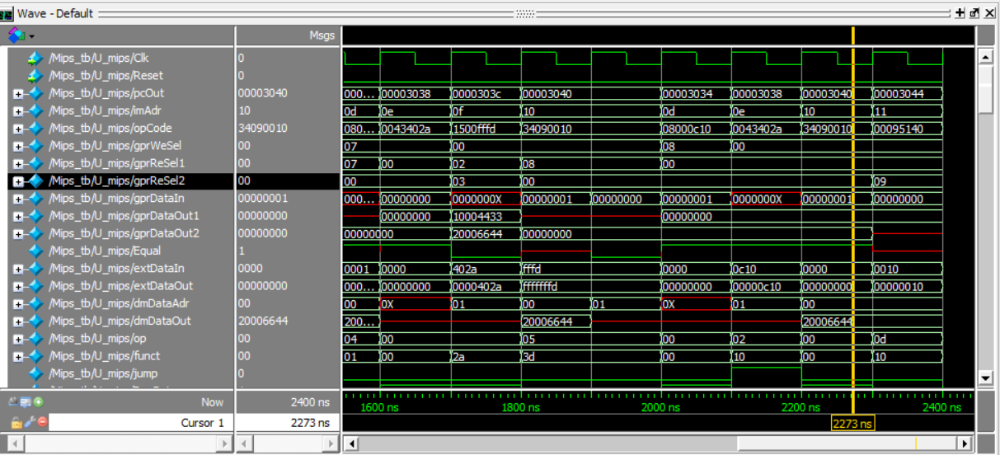 Wave - Default
Msgs
/Mips_tb/U_mips/Clk 0
/Mips_tb/U_mips/Reset 0
/Mips_tb/U_mips/pcOut 00003040 000... 00003038 0000303c 00003040 00003034 00003038 00003040 00003044
/Mips_tb/U_mips/imAdr 10 0d 0e 0f 10 0d 0e 10 11
/Mips_tb/U_mips/opCode 34090010 080... 0043402a 1500fffd 34090010 08000c10 0043402a 34090010 00095140
/Mips_tb/U_mips/gprWeSel 00 07 00 08 00
/Mips_tb/U_mips/gprReSel1 00 07 00 02 08 00
/Mips_tb/U_mips/gprReSel2 00 00 03 00 09
/Mips_tb/U_mips/gprDataIn 00000001 000... 00000000 0000000X 00000001 00000000 00000001 0000000X 00000001 00000000
/Mips_tb/U_mips/gprDataOut1 00000000 00000000 10004433 00000000
/Mips_tb/U_mips/gprDataOut2 00000000 00000000 20006644 00000000
/Mips_tb/U_mips/Equal 1
/Mips_tb/U_mips/extDataIn 0000 0001 0000 402a fffd 0000 0c10 0000 0010
/Mips_tb/U_mips/extDataOut 00000000 000... 00000000 0000402a fffffffd 00000000 00000c10 00000000 00000010
/Mips_tb/U_mips/dmDataAdr 00 00 0X 01 00 01 0X 01 00
/Mips_tb/U_mips/dmDataOut 20006644 200... 20006644 20006644
/Mips_tb/U_mips/op 00 04 00 05 00 02 00 0d
/Mips_tb/U_mips/funct 00 01 00 2a 3d 00 10 00 10
/Mips_tb/U_mips/jump 0
Now 2400 ns 1600 ns 1800 ns 2000 ns 2200 ns 2400 ns
Cursor 1 2273 ns 2273 ns